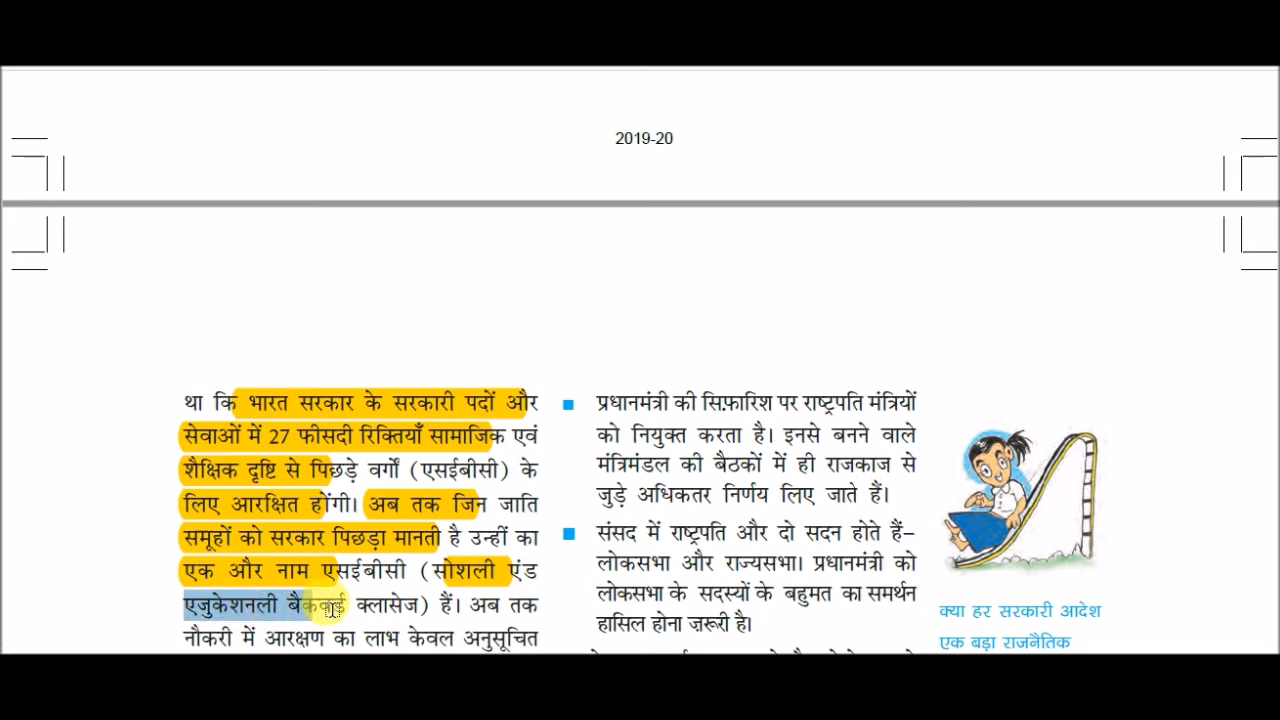 2019-20
था कि भारत सरकार के सरकारी पदों और
सेवाओं में 27 फीसदी रिक्तियाँ सामाजिक एवं
शैक्षिक दृष्टि से पिछड़े वर्गों (एसईबीसी) के
लिए आरक्षित होंगी। अब तक जिन जाति
समूहों को सरकार पिछड़ा मानती है उन्हीं का
एक और नाम एसईबीसी (सोशली एंड
एजुकेशनली बैकवर्ड क्लासेज) हैं। अब तक
नौकरी में आरक्षण का लाभ केवल अनुसूचित
प्रधानमंत्री की सिफ़ारिश पर राष्ट्रपति मंत्रियों
को नियुक्त करता है। इनसे बनने वाले
मंत्रिमंडल की बैठकों में ही राजकाज से
जुड़े अधिकतर निर्णय लिए जाते हैं।
संसद में राष्ट्रपति और दो सदन होते हैं–
लोकसभा और राज्यसभा। प्रधानमंत्री को
लोकसभा के सदस्यों के बहुमत का समर्थन
हासिल होना ज़रूरी है।
क्या हर सरकारी आदेश
एक बड़ा राजनैतिक